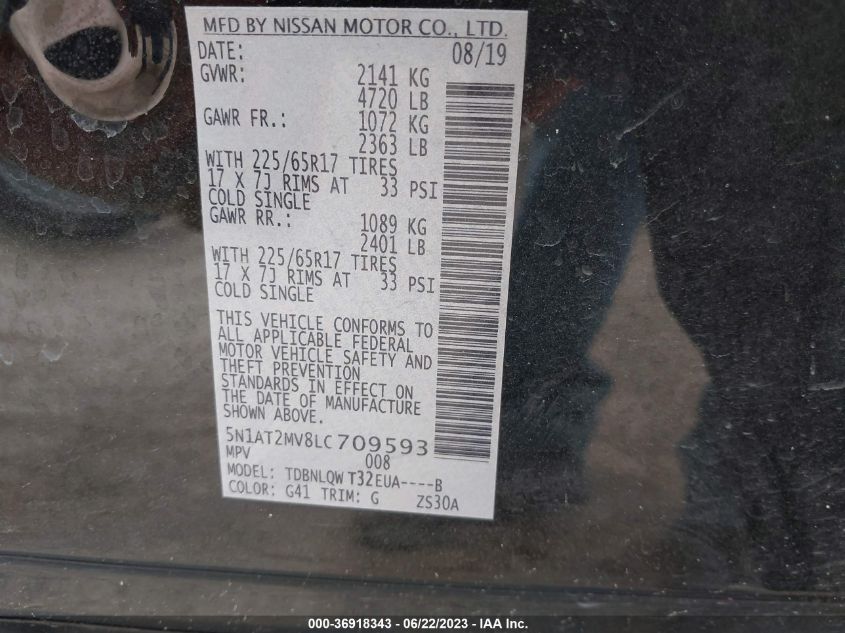 MFD BY NISSAN MOTOR CO., LTD.
DATE: 08/19
GVWR: 2141 KG
4720 LB
GAWR FR.: 1072 KG
2363 LB
WITH 225/65R17 TIRES
17 X 7J RIMS AT 33 PSI
COLD SINGLE
GAWR RR.: 1089 KG
2401 LB
WITH 225/65R17 TIRES
17 X 7J RIMS AT 33 PSI
COLD SINGLE
THIS VEHICLE CONFORMS TO
ALL APPLICABLE FEDERAL
MOTOR VEHICLE SAFETY AND
THEFT PREVENTION
STANDARDS IN EFFECT ON
THE DATE OF MANUFACTURE
SHOWN ABOVE.
5N1AT2MV8LC709593
MPV 008
MODEL: TDBNLQW T32EUA----B
COLOR: G41 TRIM: G ZS30A
000-36918343 - 06/22/2023 - IAA Inc.